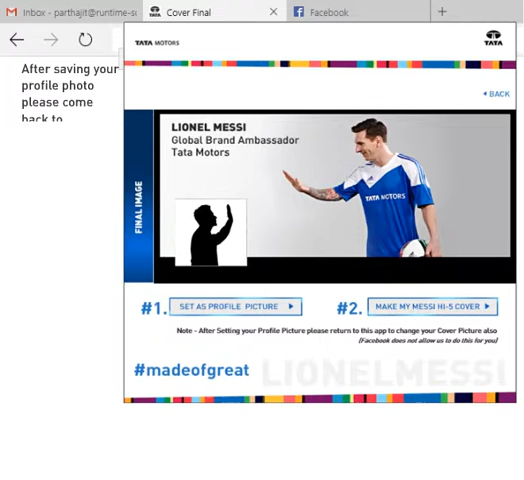 Inbox - parthajit@runtime-s
Cover Final
Facebook
After saving your
profile photo
please come
back to
TATA MOTORS
TATA
BACK
LIONEL MESSI
Global Brand Ambassador
Tata Motors
FINAL IMAGE
TATA MOTORS
#1. SET AS PROFILE PICTURE
#2. MAKE MY MESSI HI-5 COVER
Note - After Setting your Profile Picture please return to this app to change your Cover Picture also
(Facebook does not allow us to do this for you)
#madeofgreat
LIONELMESSI